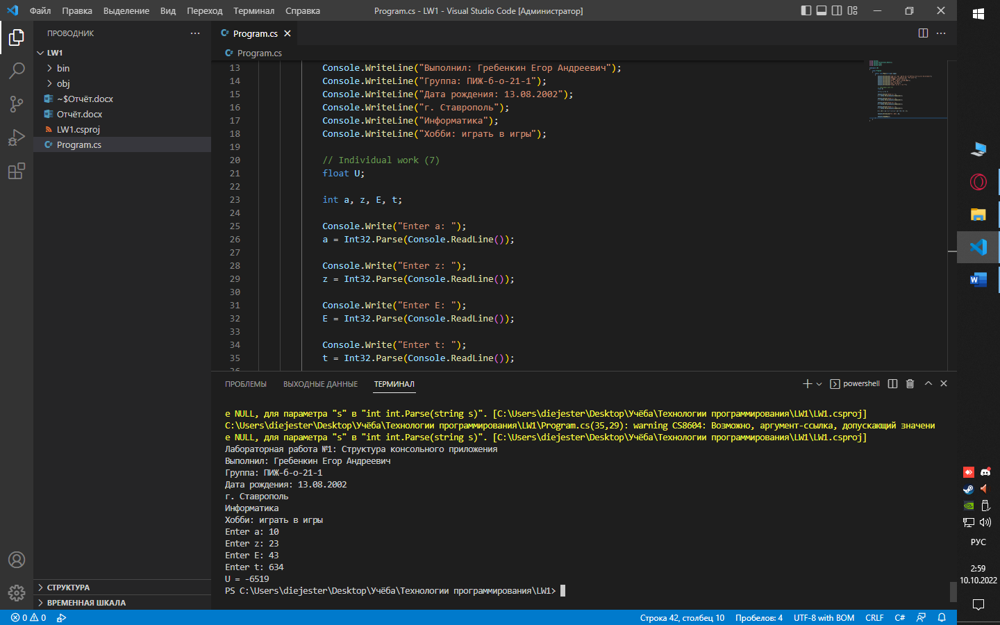 Файл Правка Выделение Вид Переход Терминал Справка
Program.cs - LW1 - Visual Studio Code [Администратор]
ПРОВОДНИК
LW1
bin
obj
~$Отчёт.docx
Отчёт.docx
LW1.csproj
Program.cs
СТРУКТУРА
ВРЕМЕННАЯ ШКАЛА
Program.cs
Program.cs
13 Console.WriteLine("Выполнил: Гребенкин Егор Андреевич");
14 Console.WriteLine("Группа: ПИЖ-б-о-21-1");
15 Console.WriteLine("Дата рождения: 13.08.2002");
16 Console.WriteLine("г. Ставрополь");
17 Console.WriteLine("Информатика");
18 Console.WriteLine("Хобби: играть в игры");
19
20 // Individual work (7)
21 float U;
22
23 int a, z, E, t;
24
25 Console.Write("Enter a: ");
26 a = Int32.Parse(Console.ReadLine());
27
28 Console.Write("Enter z: ");
29 z = Int32.Parse(Console.ReadLine());
30
31 Console.Write("Enter E: ");
32 E = Int32.Parse(Console.ReadLine());
33
34 Console.Write("Enter t: ");
35 t = Int32.Parse(Console.ReadLine());
ПРОБЛЕМЫ ВЫХОДНЫЕ ДАННЫЕ ТЕРМИНАЛ
powershell
е NULL, для параметра "s" в "int int.Parse(string s)". [C:\Users\diejester\Desktop\Учёба\Технологии программирования\LW1\LW1.csproj]
C:\Users\diejester\Desktop\Учёба\Технологии программирования\LW1\Program.cs(35,29): warning CS8604: Возможно, аргумент-ссылка, допускающий значени
е NULL, для параметра "s" в "int int.Parse(string s)". [C:\Users\diejester\Desktop\Учёба\Технологии программирования\LW1\LW1.csproj]
Лабораторная работа №1: Структура консольного приложения
Выполнил: Гребенкин Егор Андреевич
Группа: ПИЖ-б-о-21-1
Дата рождения: 13.08.2002
г. Ставрополь
Информатика
Хобби: играть в игры
Enter a: 10
Enter z: 23
Enter E: 43
Enter t: 634
U = -6519
PS C:\Users\diejester\Desktop\Учёба\Технологии программирования\LW1>
0 0
Строка 42, столбец 10 Пробелов: 4 UTF-8 with BOM CRLF C#
РУС
2:59
10.10.2022